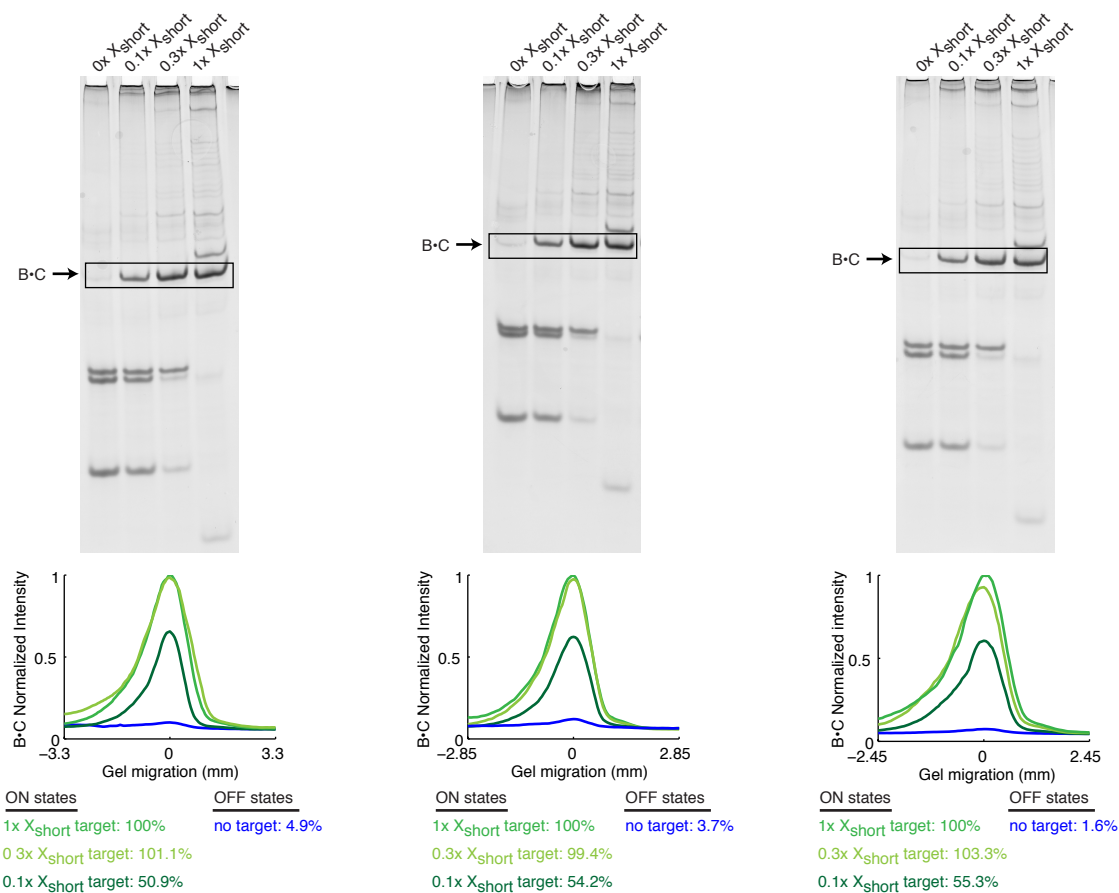 0x Xshort 0.1x Xshort 0.3x Xshort 1x Xshort
B•C
B•C Normalized Intensity
1
0.5
0
−3.3 0 3.3
Gel migration (mm)
ON states OFF states
1x Xshort target: 100% no target: 4.9%
0 3x Xshort target: 101.1%
0.1x Xshort target: 50.9%
0x Xshort 0.1x Xshort 0.3x Xshort 1x Xshort
B•C
B•C Normalized Intensity
1
0.5
0
−2.85 0 2.85
Gel migration (mm)
ON states OFF states
1x Xshort target: 100% no target: 3.7%
0.3x Xshort target: 99.4%
0.1x Xshort target: 54.2%
0x Xshort 0.1x Xshort 0.3x Xshort 1x Xshort
B•C
B•C Normalized intensity
1
0.5
0
−2.45 0 2.45
Gel migration (mm)
ON states OFF states
1x Xshort target: 100% no target: 1.6%
0.3x Xshort target: 103.3%
0.1x Xshort target: 55.3%